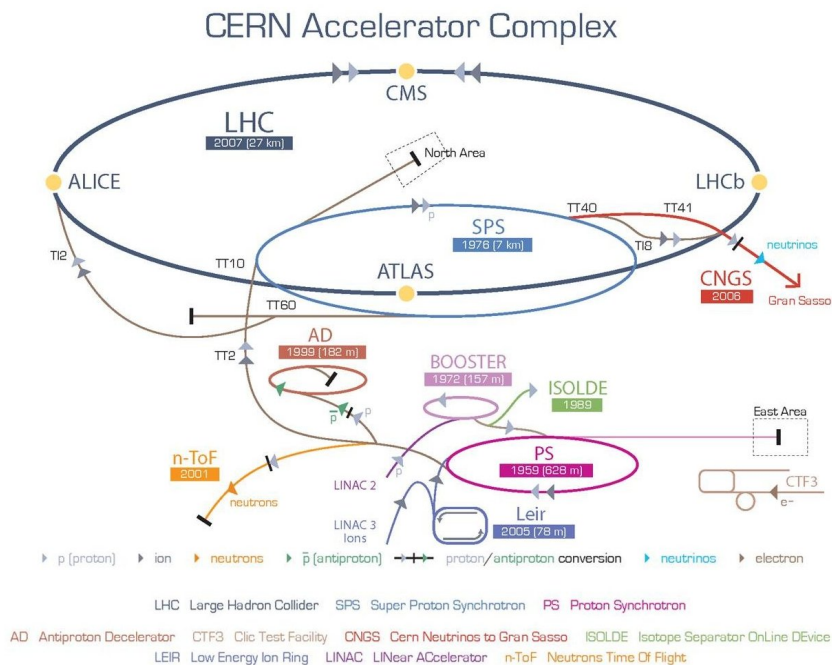 CERN Accelerator Complex
CMS
LHC
2007 (27 km)
North Area
ALICE
LHCb
TT40
TT41
SPS
1976 (7 km)
p
TI8
neutrinos
TI2
TT10
ATLAS
CNGS
2006
Gran Sasso
TT60
AD
1999 (182 m)
TT2
BOOSTER
1972 (157 m)
ISOLDE
1989
p̅
p
East Area
n-ToF
2001
LINAC 2
p
PS
1959 (628 m)
neutrons
CTF3
e-
LINAC 3
Ions
Leir
2005 (78 m)
p (proton)
ion
neutrons
p̅ (antiproton)
proton/antiproton conversion
neutrinos
electron
LHC Large Hadron Collider SPS Super Proton Synchrotron PS Proton Synchrotron
AD Antiproton Decelerator CTF3 Clic Test Facility CNGS Cern Neutrinos to Gran Sasso ISOLDE Isotope Separator OnLine DEvice
LEIR Low Energy Ion Ring LINAC LINear ACcelerator n-ToF Neutrons Time Of Flight